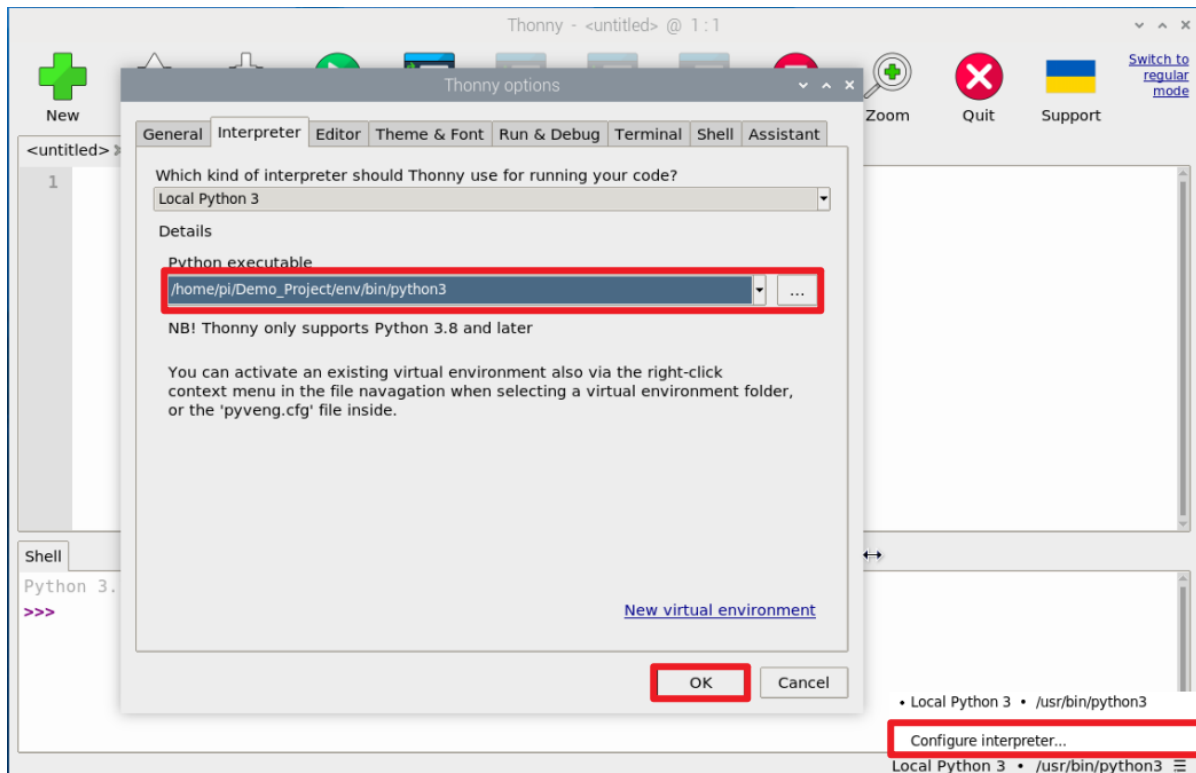 Thonny - <untitled> @ 1:1
Switch to
regular
mode
New
Zoom
Quit
Support
<untitled>
1
Thonny options
General Interpreter Editor Theme & Font Run & Debug Terminal Shell Assistant
Which kind of interpreter should Thonny use for running your code?
Local Python 3
Details
Python executable
/home/pi/Demo_Project/env/bin/python3
...
NB! Thonny only supports Python 3.8 and later
You can activate an existing virtual environment also via the right-click
context menu in the file navagation when selecting a virtual environment folder,
or the 'pyveng.cfg' file inside.
New virtual environment
OK
Cancel
Shell
Python 3.
>>>
• Local Python 3 • /usr/bin/python3
Configure interpreter...
Local Python 3 • /usr/bin/python3 ☰